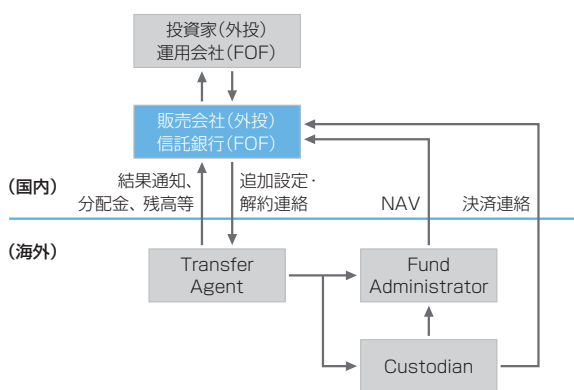 投資家(外投)
運用会社(FOF)
販売会社(外投)
信託銀行(FOF)
(国内)
結果通知、
分配金、残高等
追加設定・
解約連絡
NAV
決済連絡
(海外)
Transfer
Agent
Fund
Administrator
Custodian